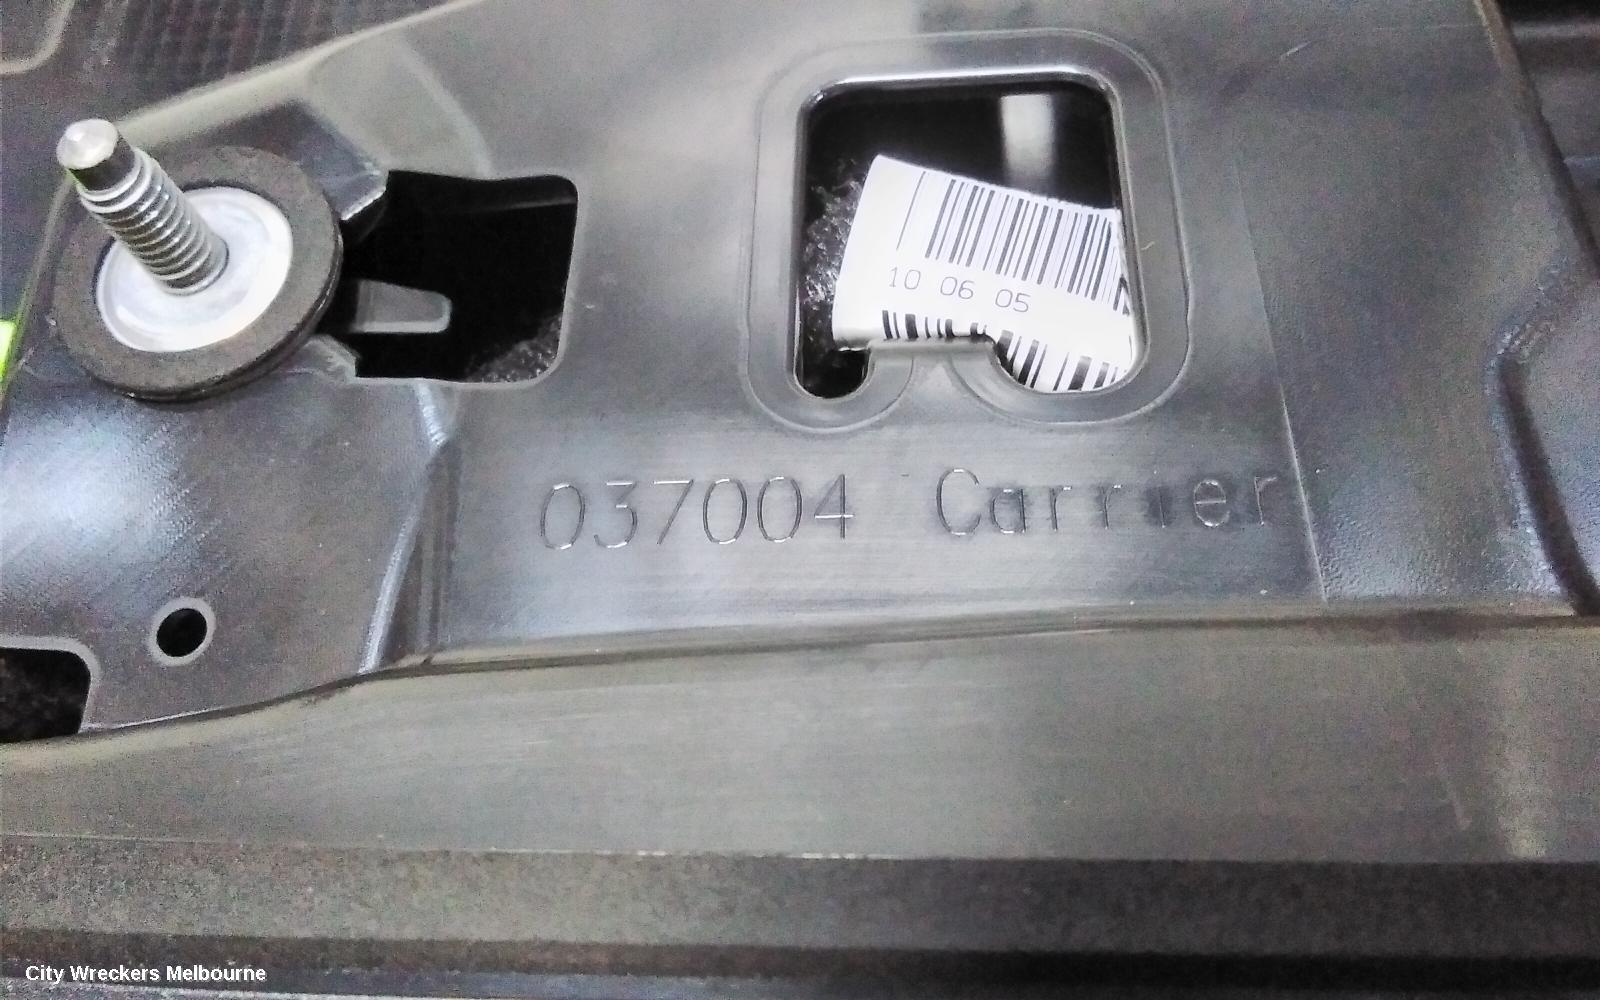 10 06 05
037004 Carrier
City Wreckers Melbourne